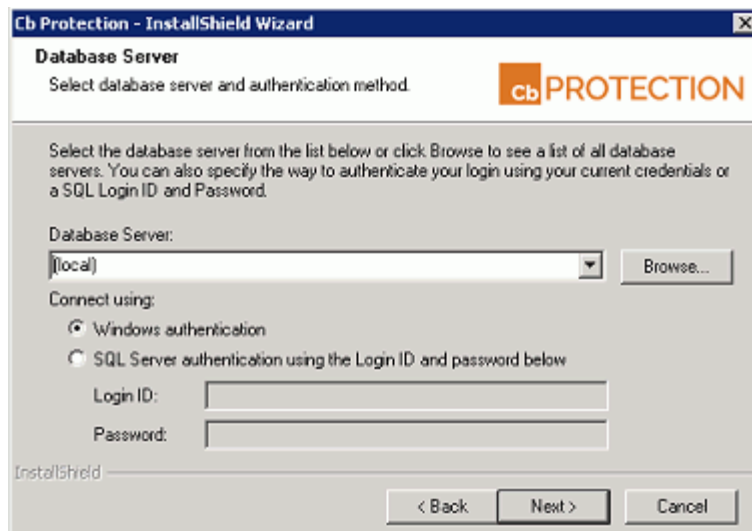 Cb Protection - InstallShield Wizard
Database Server
Select database server and authentication method.
Cb PROTECTION
Select the database server from the list below or click Browse to see a list of all database
servers. You can also specify the way to authenticate your login using your current credentials or
a SQL Login ID and Password.
Database Server:
(local)
Browse...
Connect using:
Windows authentication
SQL Server authentication using the Login ID and password below
Login ID:
Password:
InstallShield
< Back
Next >
Cancel